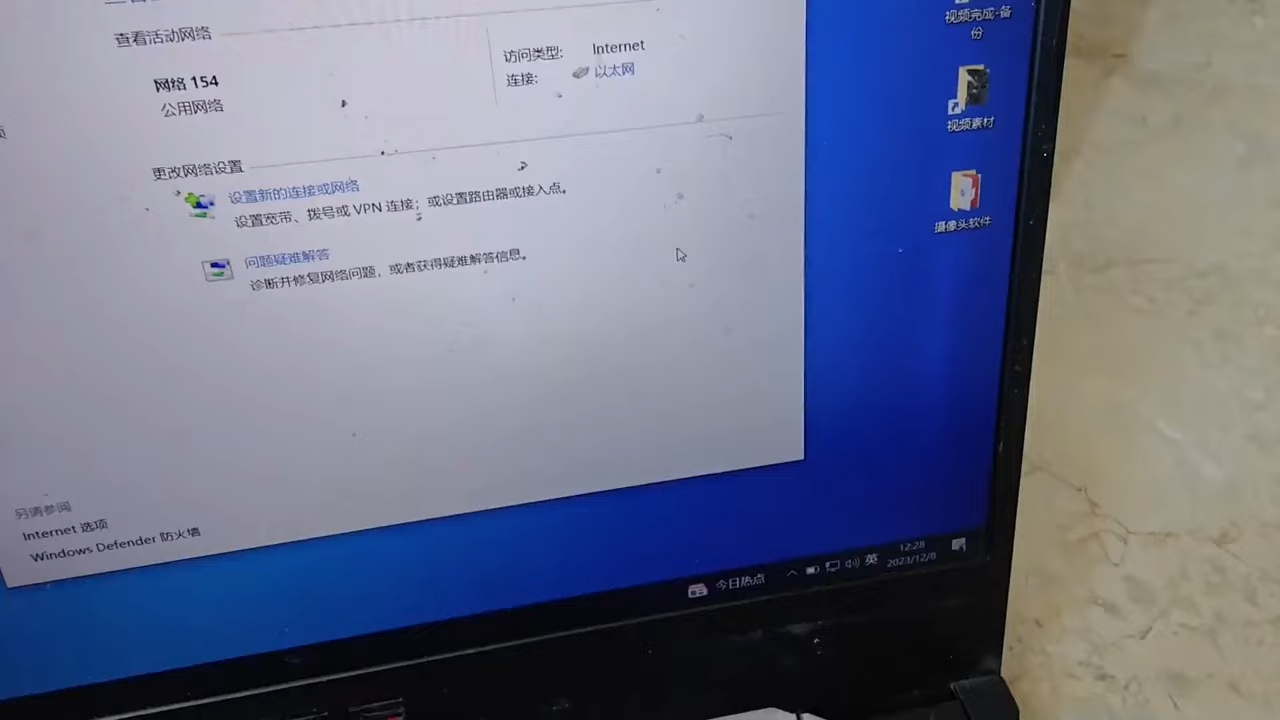 查看活动网络
网络 154
公用网络
访问类型: Internet
连接: 以太网
更改网络设置
设置新的连接或网络
设置宽带、拨号或 VPN 连接；或设置路由器或接入点。
问题疑难解答
诊断并修复网络问题，或者获得疑难解答信息。
另请参阅
Internet 选项
Windows Defender 防火墙
视频完成-备
份
视频素材
摄像头软件
今日热点
英
12:28
2023/12/8